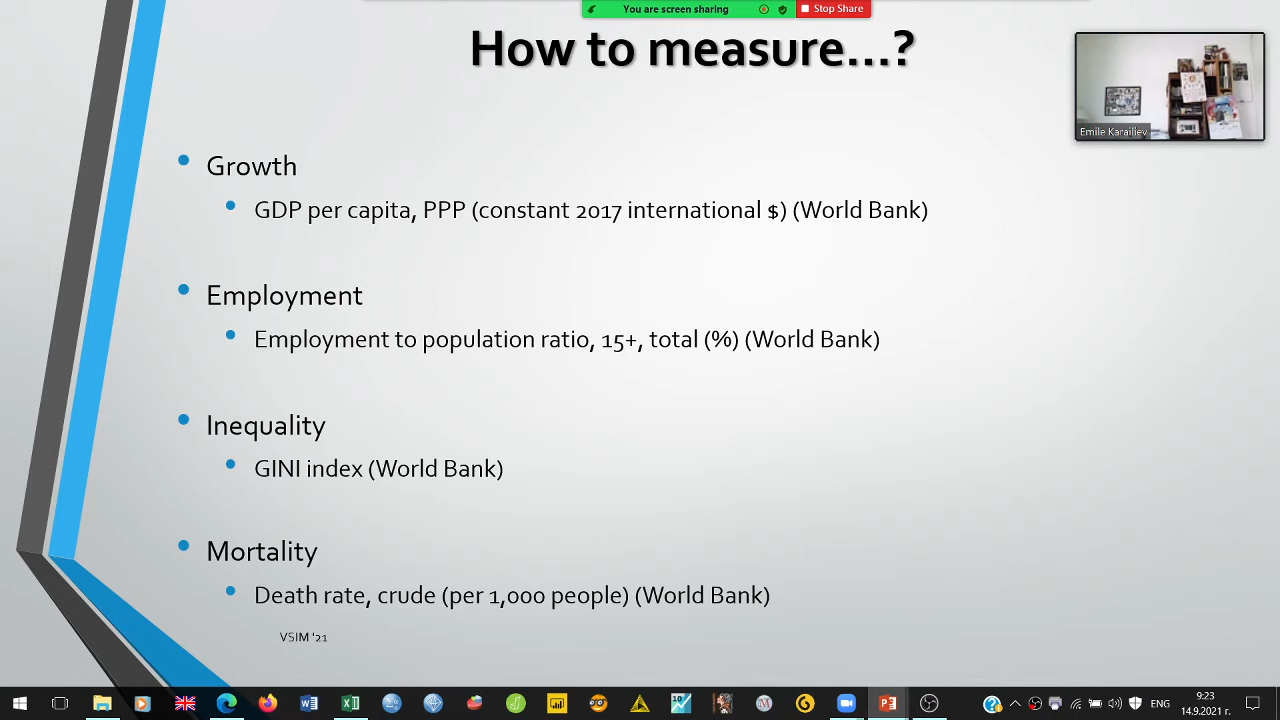 You are screen sharing
Stop Share
How to measure...?
Emile Karailiev
Growth
GDP per capita, PPP (constant 2017 international $) (World Bank)
Employment
Employment to population ratio, 15+, total (%) (World Bank)
Inequality
GINI index (World Bank)
Mortality
Death rate, crude (per 1,000 people) (World Bank)
VSIM '21
10
ENG
9:23
14.9.2021 г.